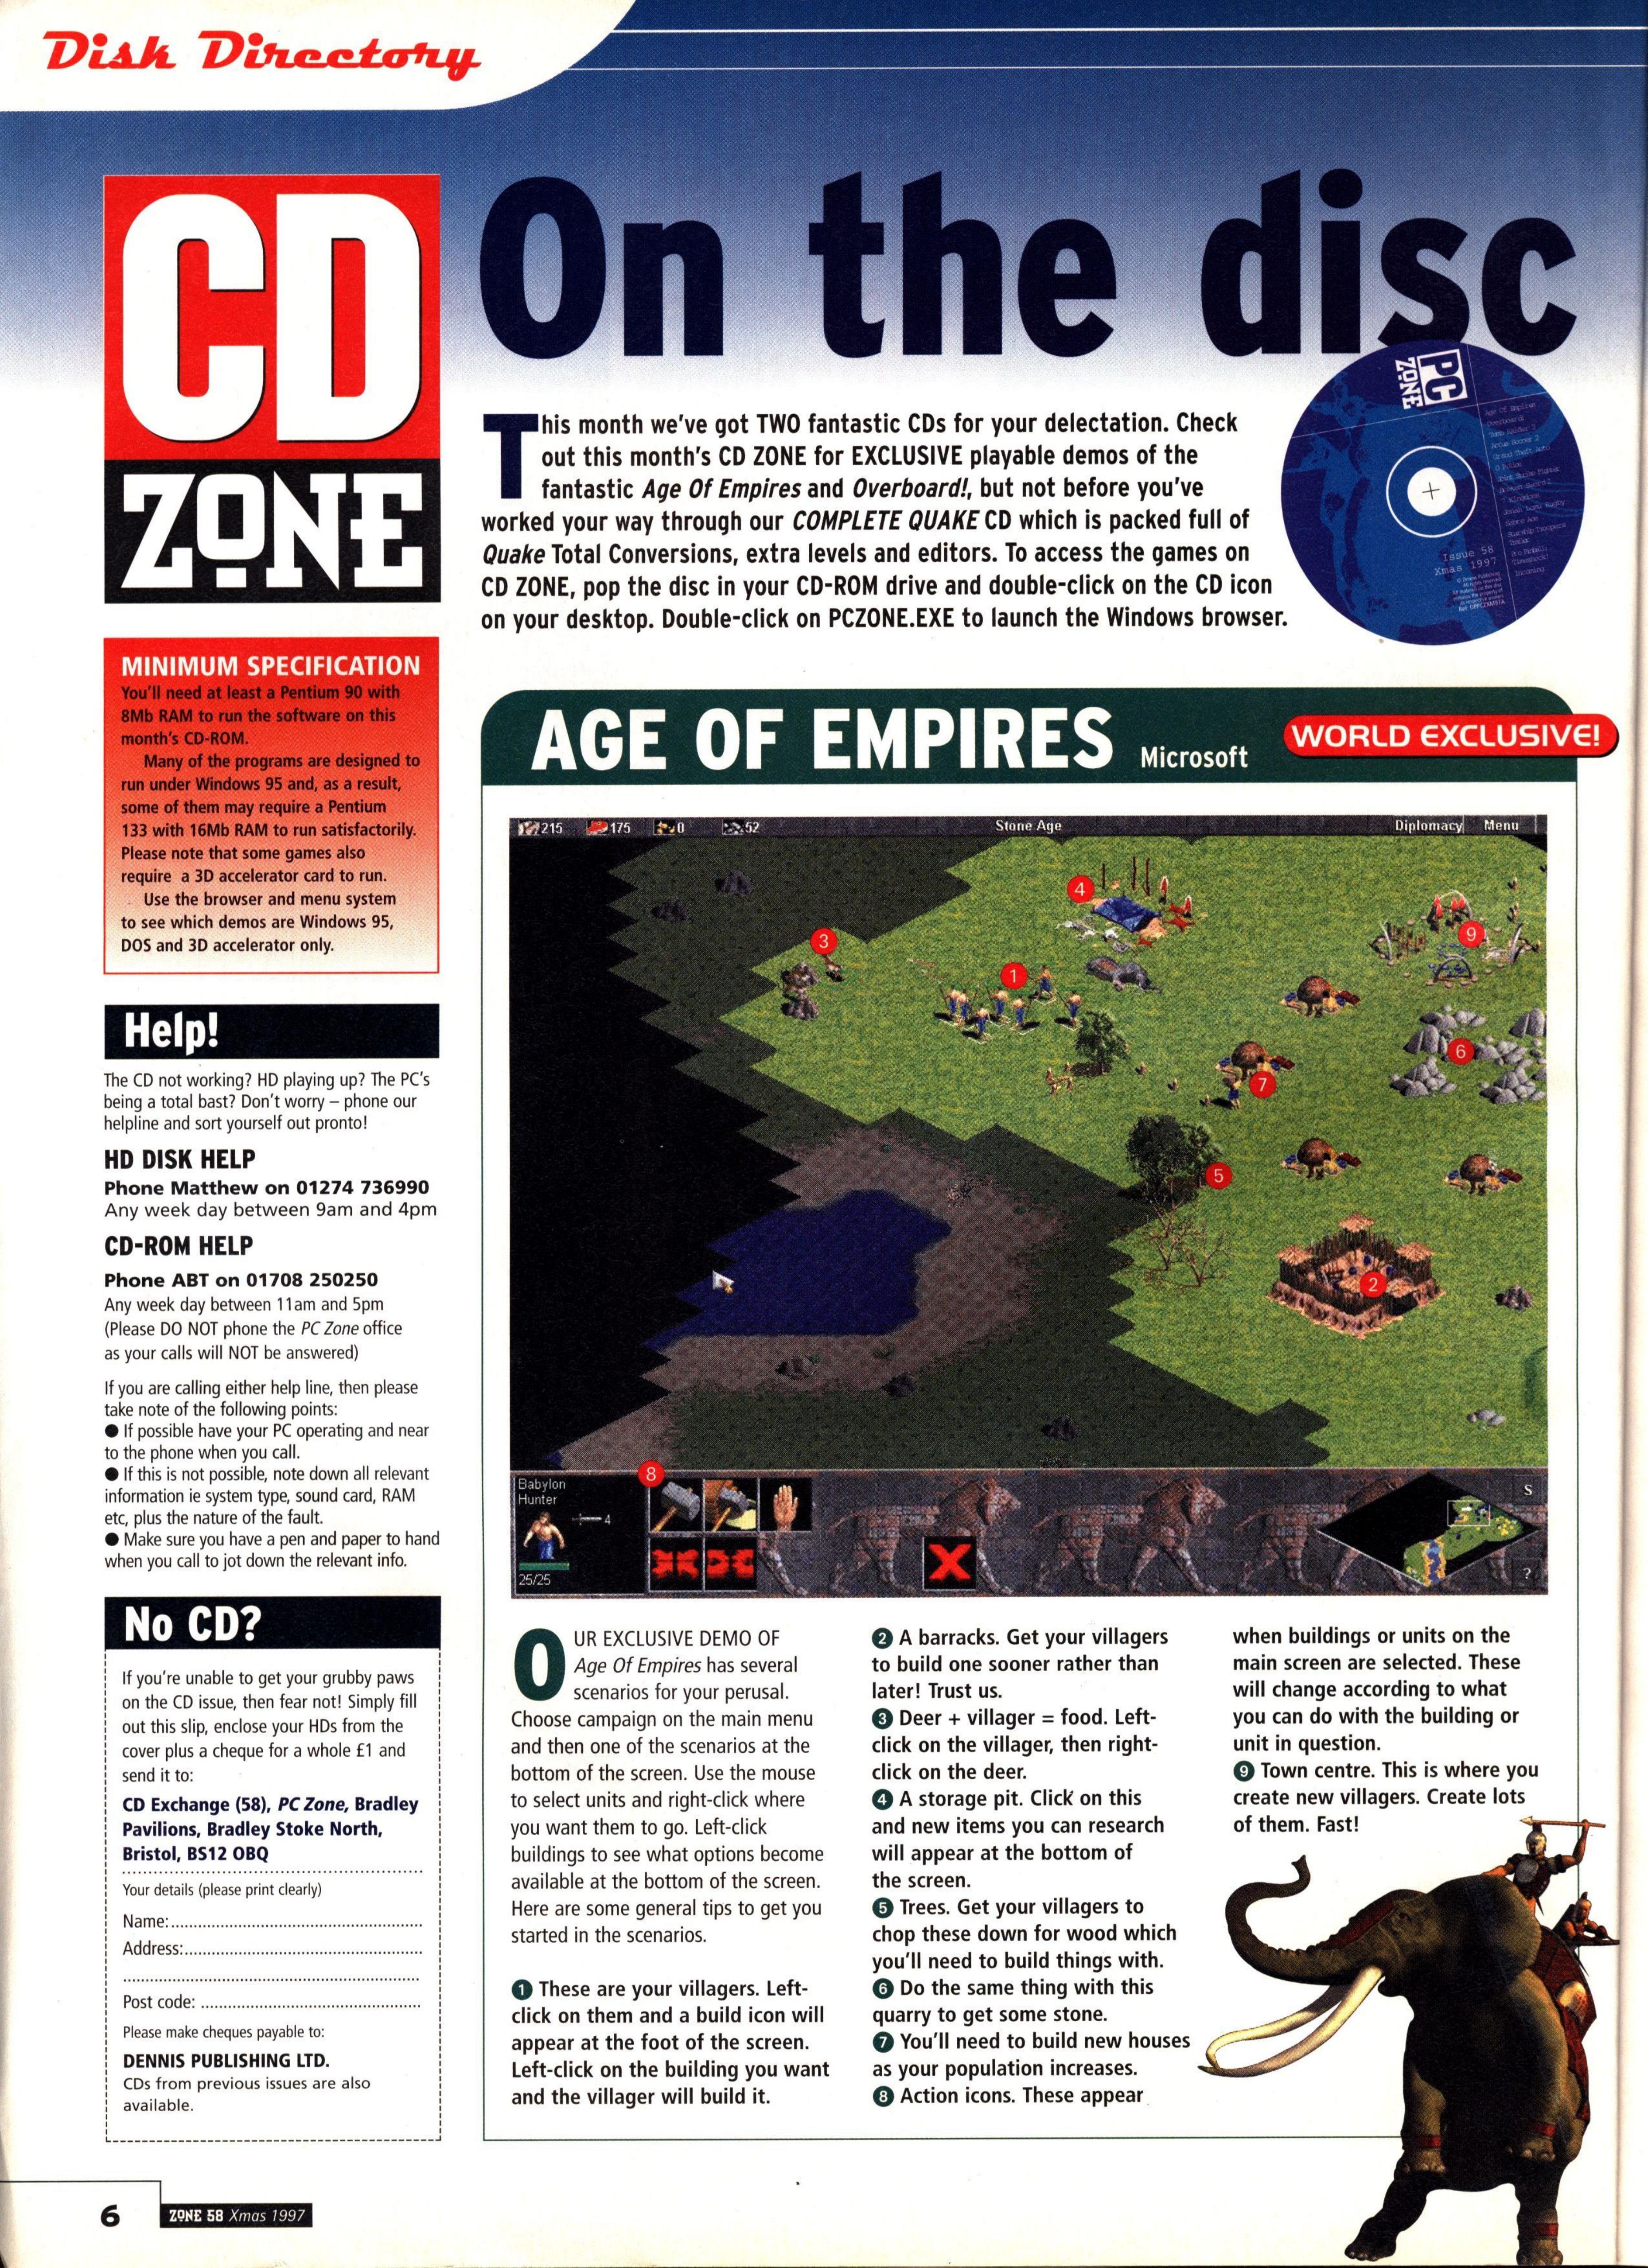 Disk Directory
CD
ZONE
On the disc
This month we've got TWO fantastic CDs for your delectation. Check
out this month's CD ZONE for EXCLUSIVE playable demos of the
fantastic Age Of Empires and Overboard!, but not before you've
worked your way through our COMPLETE QUAKE CD which is packed full of
Quake Total Conversions, extra levels and editors. To access the games on
CD ZONE, pop the disc in your CD-ROM drive and double-click on the CD icon
on your desktop. Double-click on PCZONE.EXE to launch the Windows browser.
PC
ZONE
Age Of Empires
Overboard!
Tomb Raider 2
Actua Soccer 2
Grand Theft Auto
Issue 58
Xmas 1997
Incoming
MINIMUM SPECIFICATION
You'll need at least a Pentium 90 with
8Mb RAM to run the software on this
month's CD-ROM.
Many of the programs are designed to
run under Windows 95 and, as a result,
some of them may require a Pentium
133 with 16Mb RAM to run satisfactorily.
Please note that some games also
require a 3D accelerator card to run.
Use the browser and menu system
to see which demos are Windows 95,
DOS and 3D accelerator only.
Help!
The CD not working? HD playing up? The PC's
being a total bast? Don't worry – phone our
helpline and sort yourself out pronto!
HD DISK HELP
Phone Matthew on 01274 736990
Any week day between 9am and 4pm
CD-ROM HELP
Phone ABT on 01708 250250
Any week day between 11am and 5pm
(Please DO NOT phone the PC Zone office
as your calls will NOT be answered)
If you are calling either help line, then please
take note of the following points:
● If possible have your PC operating and near
to the phone when you call.
● If this is not possible, note down all relevant
information ie system type, sound card, RAM
etc, plus the nature of the fault.
● Make sure you have a pen and paper to hand
when you call to jot down the relevant info.
No CD?
If you're unable to get your grubby paws
on the CD issue, then fear not! Simply fill
out this slip, enclose your HDs from the
cover plus a cheque for a whole £1 and
send it to:
CD Exchange (58), PC Zone, Bradley
Pavilions, Bradley Stoke North,
Bristol, BS12 OBQ
Your details (please print clearly)
Name:
Address:
Post code:
Please make cheques payable to:
DENNIS PUBLISHING LTD.
CDs from previous issues are also
available.
AGE OF EMPIRES Microsoft
WORLD EXCLUSIVE!
215 175 0 52 Stone Age Diplomacy Menu
4
3
1
9
6
7
5
2
8
Babylon
Hunter
4
25/25
X
S
?
OUR EXCLUSIVE DEMO OF
Age Of Empires has several
scenarios for your perusal.
Choose campaign on the main menu
and then one of the scenarios at the
bottom of the screen. Use the mouse
to select units and right-click where
you want them to go. Left-click
buildings to see what options become
available at the bottom of the screen.
Here are some general tips to get you
started in the scenarios.
1 These are your villagers. Left-
click on them and a build icon will
appear at the foot of the screen.
Left-click on the building you want
and the villager will build it.
2 A barracks. Get your villagers
to build one sooner rather than
later! Trust us.
3 Deer + villager = food. Left-
click on the villager, then right-
click on the deer.
4 A storage pit. Click on this
and new items you can research
will appear at the bottom of
the screen.
5 Trees. Get your villagers to
chop these down for wood which
you'll need to build things with.
6 Do the same thing with this
quarry to get some stone.
7 You'll need to build new houses
as your population increases.
8 Action icons. These appear
when buildings or units on the
main screen are selected. These
will change according to what
you can do with the building or
unit in question.
9 Town centre. This is where you
create new villagers. Create lots
of them. Fast!
6
ZONE 58 Xmas 1997